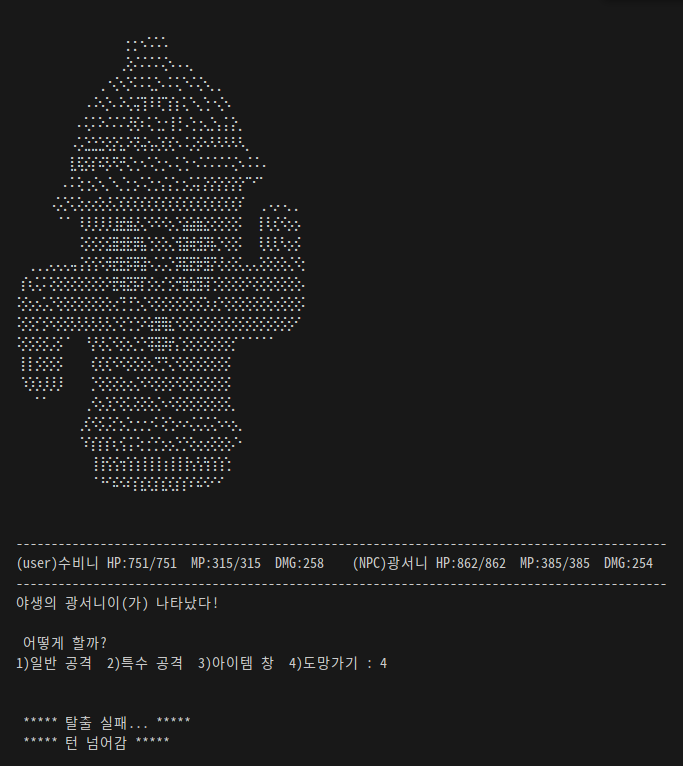 (user)수비니 HP:751/751 MP:315/315 DMG:258 (NPC)광서니 HP:862/862 MP:385/385 DMG:254
야생의 광서니이(가) 나타났다!
어떻게 할까?
1)일반 공격 2)특수 공격 3)아이템 창 4)도망가기 : 4
***** 탈출 실패... *****
***** 턴 넘어감 *****